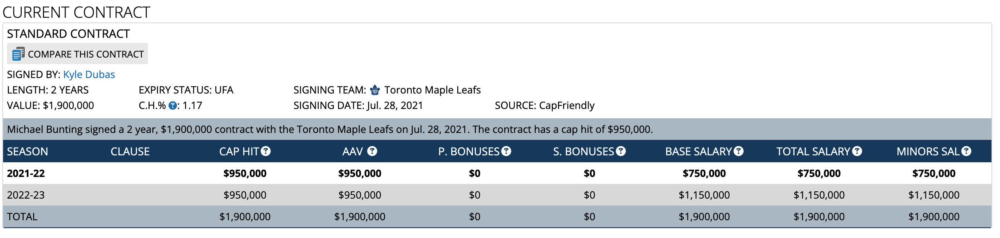 CURRENT CONTRACT
STANDARD CONTRACT
COMPARE THIS CONTRACT
SIGNED BY: Kyle Dubas
LENGTH: 2 YEARS EXPIRY STATUS: UFA SIGNING TEAM: Toronto Maple Leafs
VALUE: $1,900,000 C.H.% ?: 1.17 SIGNING DATE: Jul. 28, 2021 SOURCE: CapFriendly
Michael Bunting signed a 2 year, $1,900,000 contract with the Toronto Maple Leafs on Jul. 28, 2021. The contract has a cap hit of $950,000.
SEASON CLAUSE CAP HIT ? AAV ? P. BONUSES ? S. BONUSES ? BASE SALARY ? TOTAL SALARY ? MINORS SAL ?
2021-22 $950,000 $950,000 $0 $0 $750,000 $750,000 $750,000
2022-23 $950,000 $950,000 $0 $0 $1,150,000 $1,150,000 $1,150,000
TOTAL $1,900,000 $1,900,000 $0 $0 $1,900,000 $1,900,000 $1,900,000